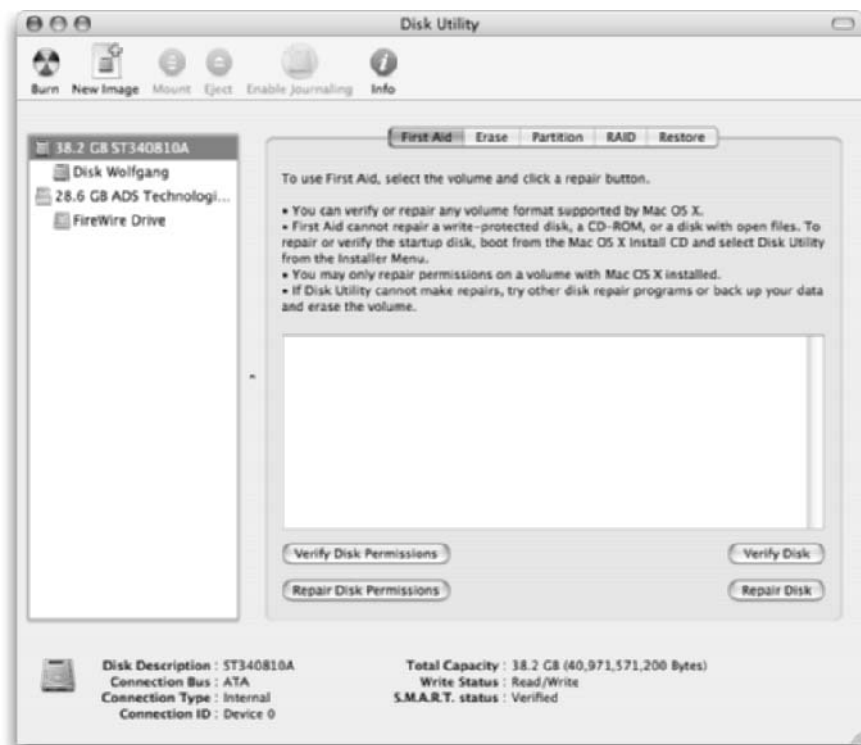 Disk Utility
Burn New Image Mount Eject Enable Journaling Info
38.2 GB ST340810A
Disk Wolfgang
28.6 GB ADS Technologi...
FireWire Drive
First Aid Erase Partition RAID Restore
To use First Aid, select the volume and click a repair button.
• You can verify or repair any volume format supported by Mac OS X.
• First Aid cannot repair a write-protected disk, a CD-ROM, or a disk with open files. To
repair or verify the startup disk, boot from the Mac OS X Install CD and select Disk Utility
from the Installer Menu.
• You may only repair permissions on a volume with Mac OS X installed.
• If Disk Utility cannot make repairs, try other disk repair programs or back up your data
and erase the volume.
Verify Disk Permissions Verify Disk
Repair Disk Permissions Repair Disk
Disk Description : ST340810A
Connection Bus : ATA
Connection Type : Internal
Connection ID : Device 0
Total Capacity : 38.2 GB (40,971,571,200 Bytes)
Write Status : Read/Write
S.M.A.R.T. status : Verified